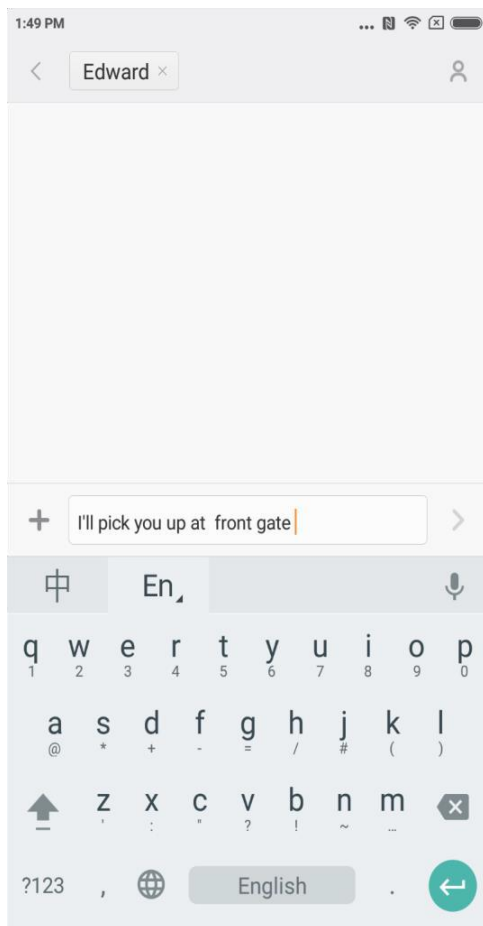 1:49 PM
Edward ×
I'll pick you up at  front gate
中 En
q w e r t y u i o p
1 2 3 4 5 6 7 8 9 0
a s d f g h j k l
@ * + - = / # ( )
z x c v b n m
' : " ? ! ~ …
?123 , English .